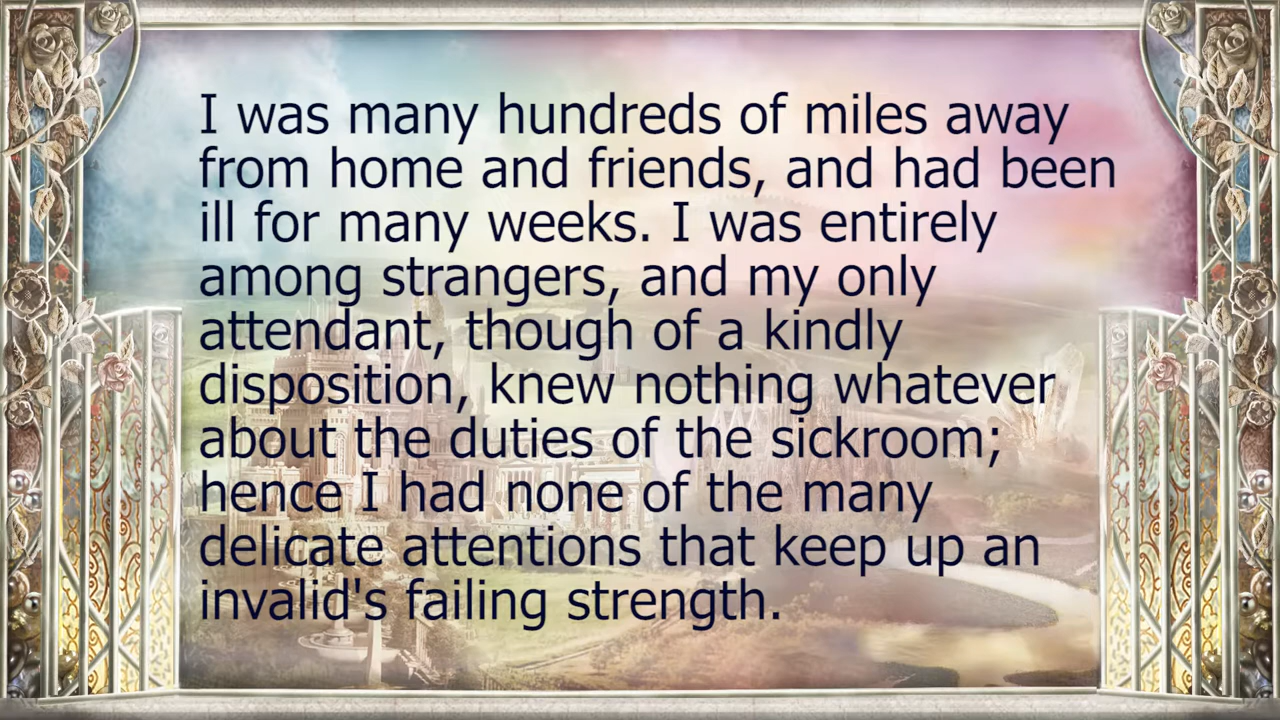 I was many hundreds of miles away
from home and friends, and had been
ill for many weeks. I was entirely
among strangers, and my only
attendant, though of a kindly
disposition, knew nothing whatever
about the duties of the sickroom;
hence I had none of the many
delicate attentions that keep up an
invalid's failing strength.